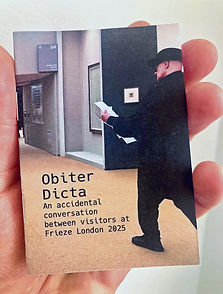 Obiter
Dicta
An accidental
conversation
between visitors at
Frieze London 2025